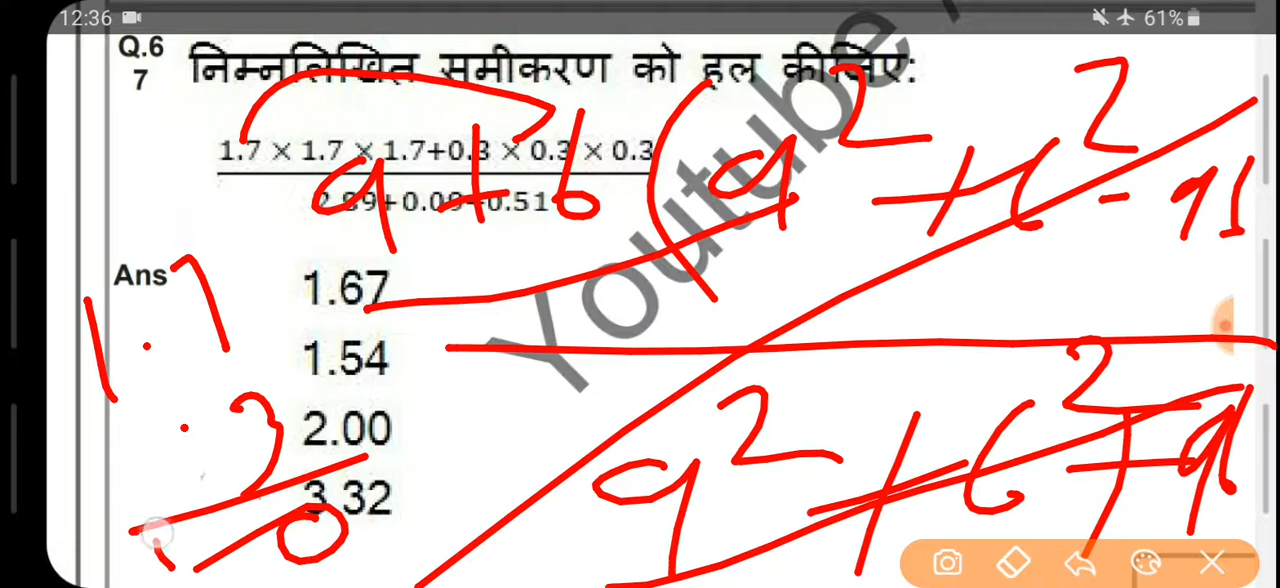 12:36 61%
Q.6
7 निम्नलिखित समीकरण को हल कीजिए:
1.7 × 1.7 × 1.7+0.3 × 0.3 × 0.3
2.89+0.09−0.51
a + b (a² + b² - ab
Ans
1.67
1.54
2.00
3.32
1.7
.3
a² + b² - ab
Youtube